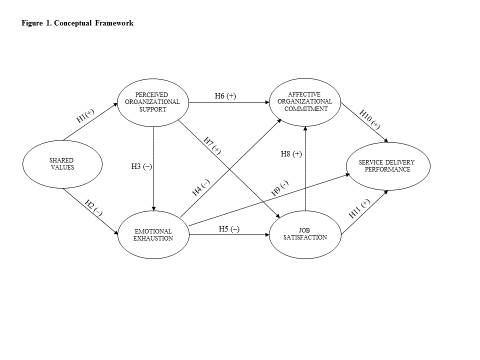 Figure 1. Conceptual Framework
PERCEIVED
ORGANIZATIONAL
SUPPORT
H6 (+)
AFFECTIVE
ORGANIZATIONAL
COMMITMENT
H1(+)
H10 (+)
H7 (+)
SHARED
VALUES
H3 (–)
H8 (+)
SERVICE DELIVERY
PERFORMANCE
H4 (–)
H9 (-)
H2 (–)
H11 (+)
EMOTIONAL
EXHAUSTION
H5 (–)
JOB
SATISFACTION